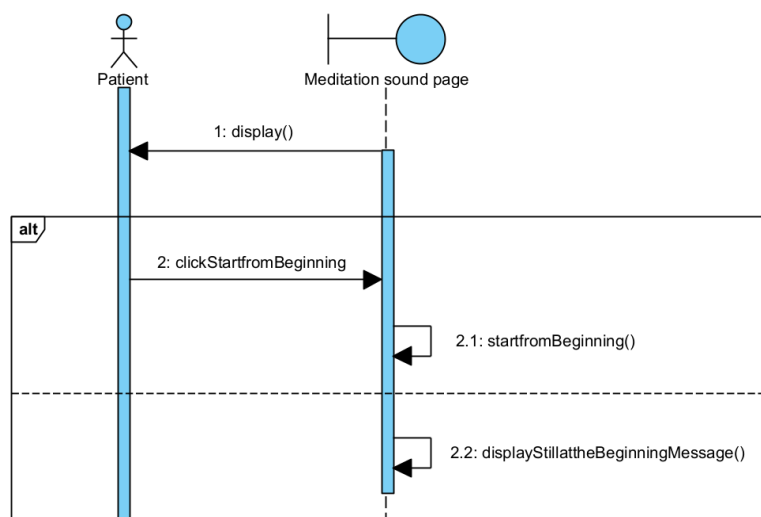 Patient
Meditation sound page
1: display()
alt
2: clickStartfromBeginning
2.1: startfromBeginning()
2.2: displayStillattheBeginningMessage()